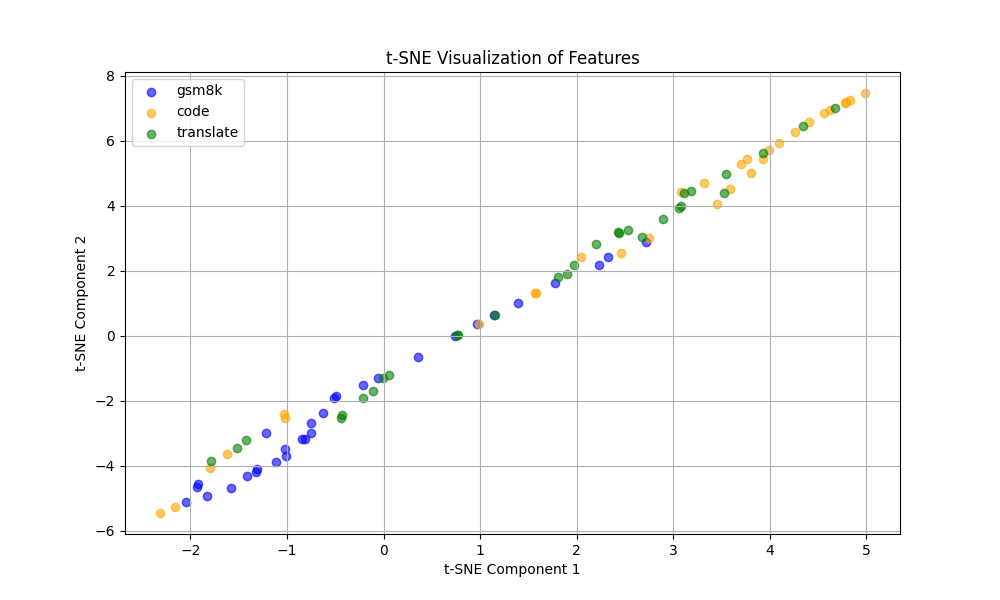 t-SNE Visualization of Features
gsm8k
code
translate
t-SNE Component 2
8
6
4
2
0
−2
−4
−6
−2
−1
0
1
2
3
4
5
t-SNE Component 1